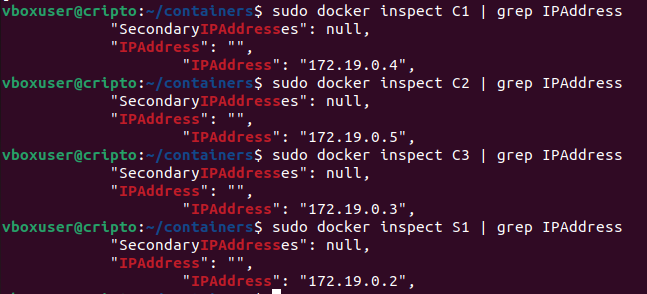 vboxuser@cripto:~/containers$ sudo docker inspect C1 | grep IPAddress
"SecondaryIPAddresses": null,
"IPAddress": "",
"IPAddress": "172.19.0.4",
vboxuser@cripto:~/containers$ sudo docker inspect C2 | grep IPAddress
"SecondaryIPAddresses": null,
"IPAddress": "",
"IPAddress": "172.19.0.5",
vboxuser@cripto:~/containers$ sudo docker inspect C3 | grep IPAddress
"SecondaryIPAddresses": null,
"IPAddress": "",
"IPAddress": "172.19.0.3",
vboxuser@cripto:~/containers$ sudo docker inspect S1 | grep IPAddress
"SecondaryIPAddresses": null,
"IPAddress": "",
"IPAddress": "172.19.0.2",